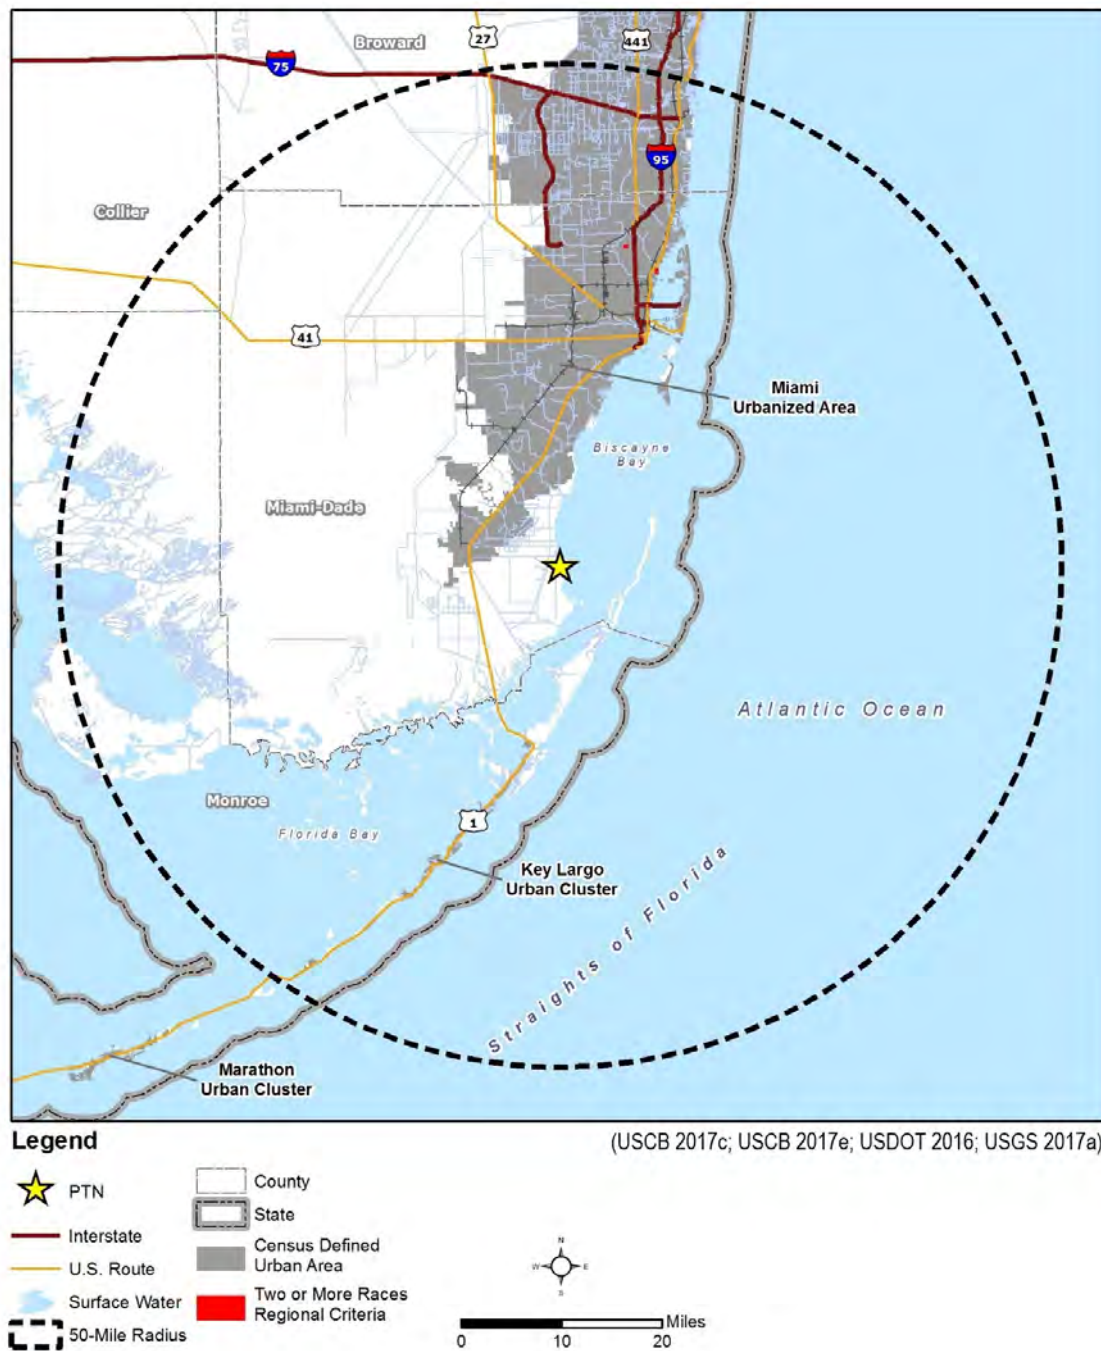 Broward
27
441
75
95
Collier
41
Miami
Urbanized Area
Biscayne
Bay
Miami-Dade
Atlantic Ocean
Monroe
Florida Bay
1
Key Largo
Urban Cluster
Straights of Florida
Marathon
Urban Cluster
Legend
(USCB 2017c; USCB 2017e; USDOT 2016; USGS 2017a)
PTN
Interstate
U.S. Route
Surface Water
50-Mile Radius
County
State
Census Defined
Urban Area
Two or More Races
Regional Criteria
N
W E
S
Miles
0 10 20